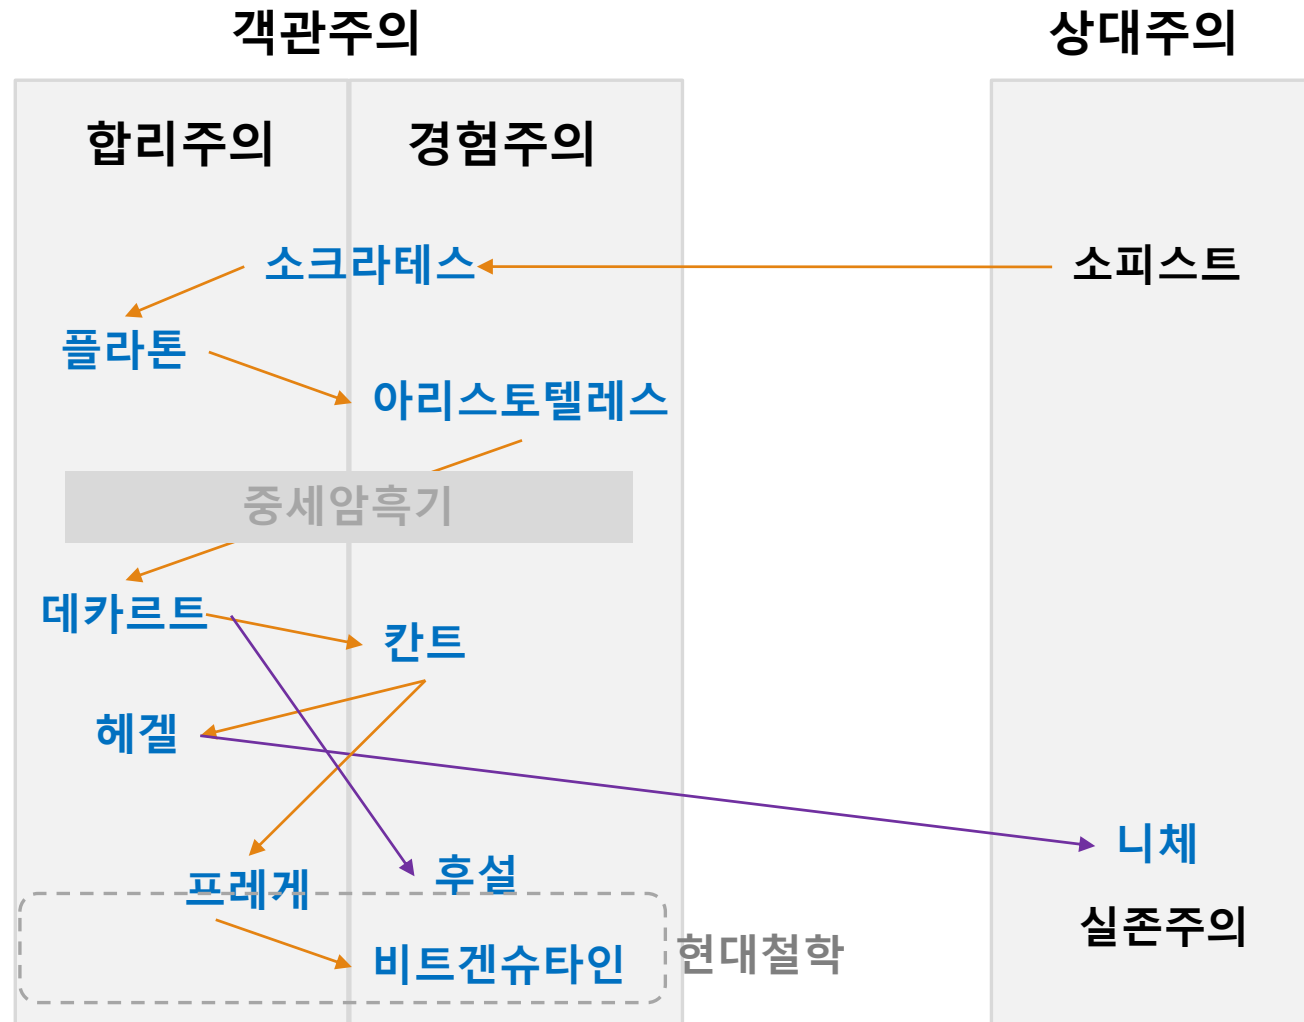 객관주의
상대주의
합리주의
경험주의
소크라테스
소피스트
플라톤
아리스토텔레스
중세암흑기
데카르트
칸트
헤겔
니체
프레게
후설
실존주의
비트겐슈타인
현대철학